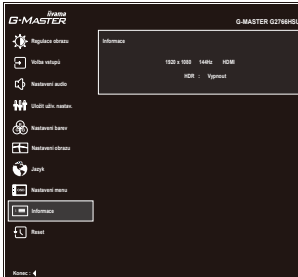 iiyama
G-MASTER
G-MASTER G2766HSU
Regulace obrazu
Volba vstupů
Nastavení audio
Uložit uživ. nastav.
Nastavení barev
Nastavení obrazu
Jazyk
Nastavení menu
Informace
Reset
Konec :
Informace
1920 x 1080 144Hz HDMI
HDR : Vypnout